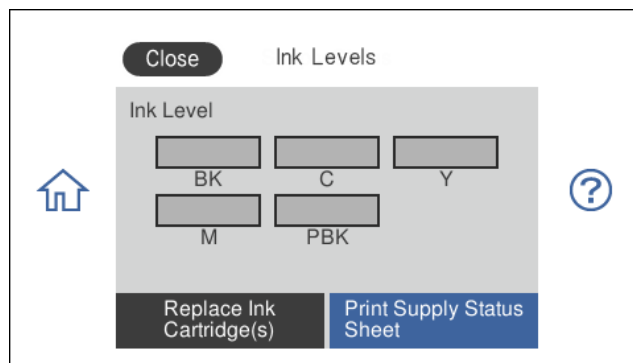 Close
Ink Levels
Ink Level
BK C Y
M PBK
Replace Ink
Cartridge(s)
Print Supply Status
Sheet
?